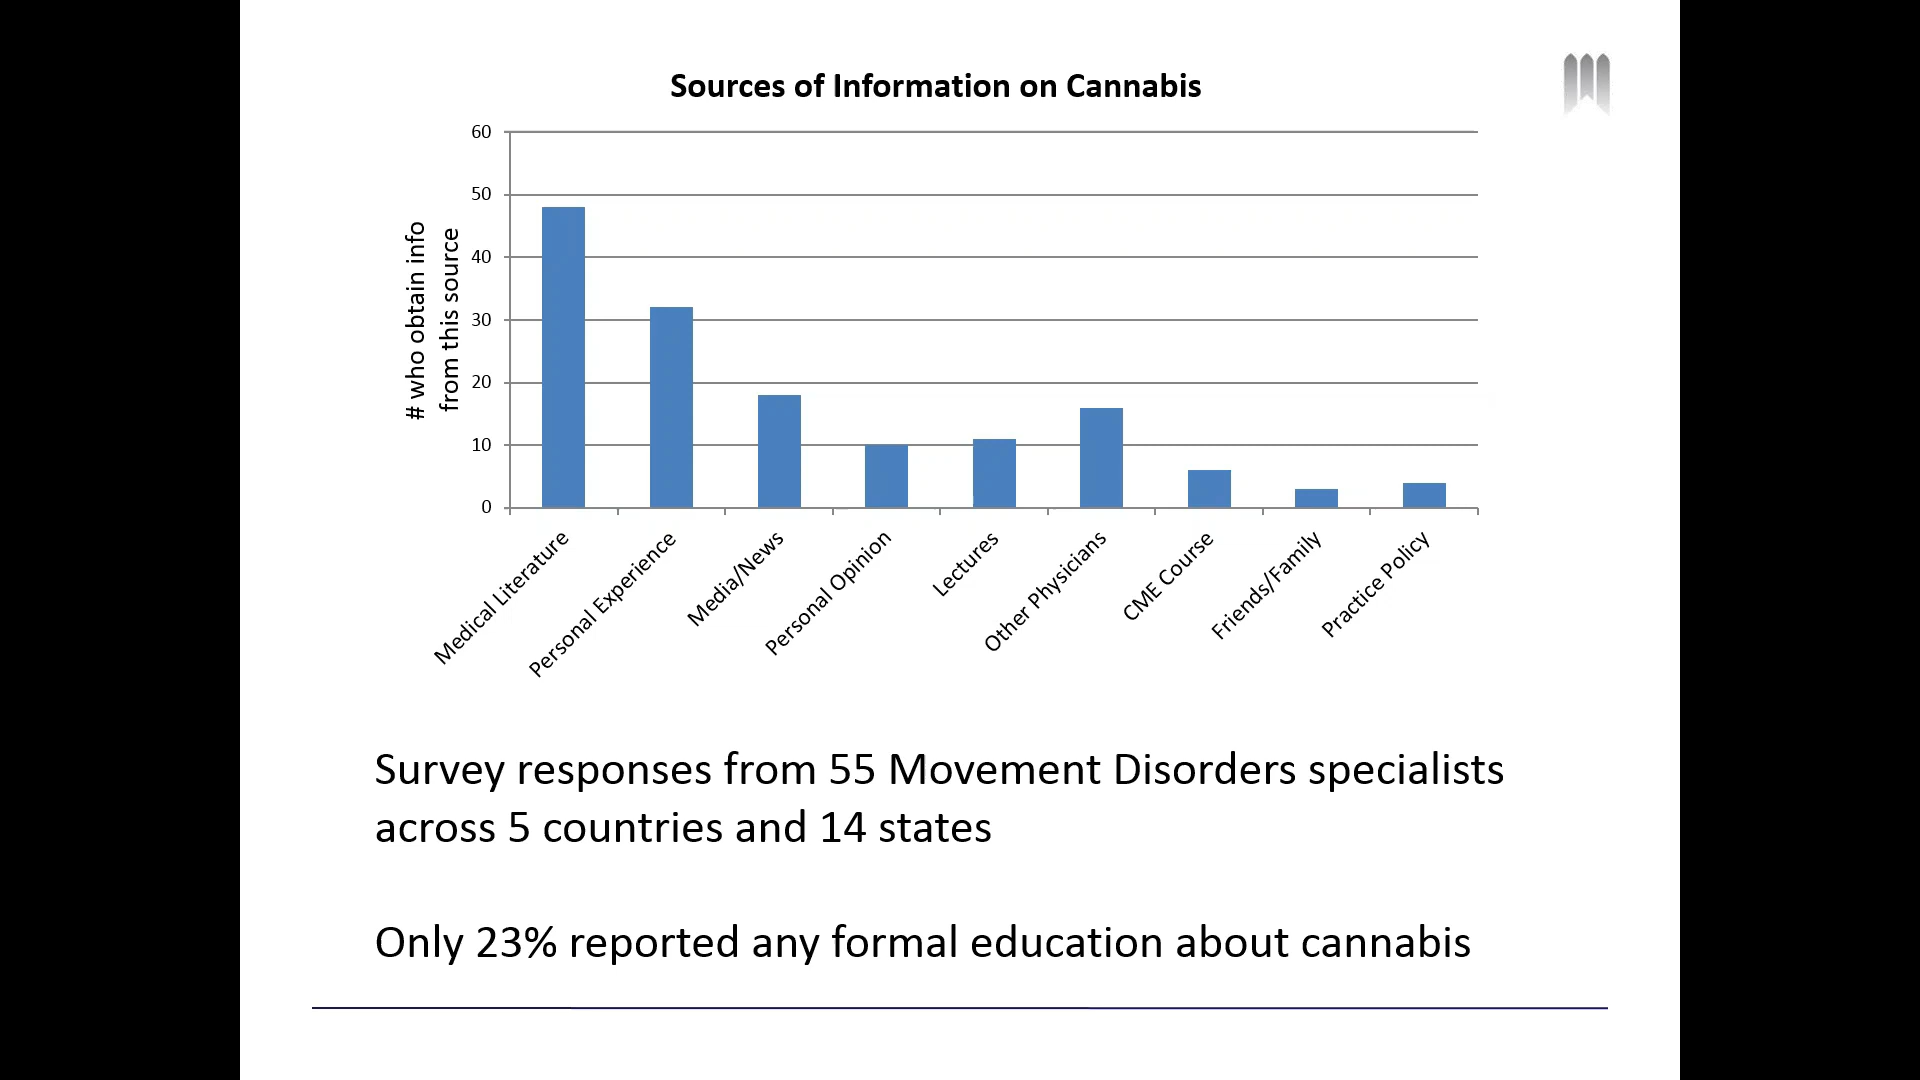 Sources of Information on Cannabis
60
50
40
30
20
10
0
# who obtain info
from this source
Medical Literature
Personal Experience
Media/News
Personal Opinion
Lectures
Other Physicians
CME Course
Friends/Family
Practice Policy
Survey responses from 55 Movement Disorders specialists
across 5 countries and 14 states
Only 23% reported any formal education about cannabis